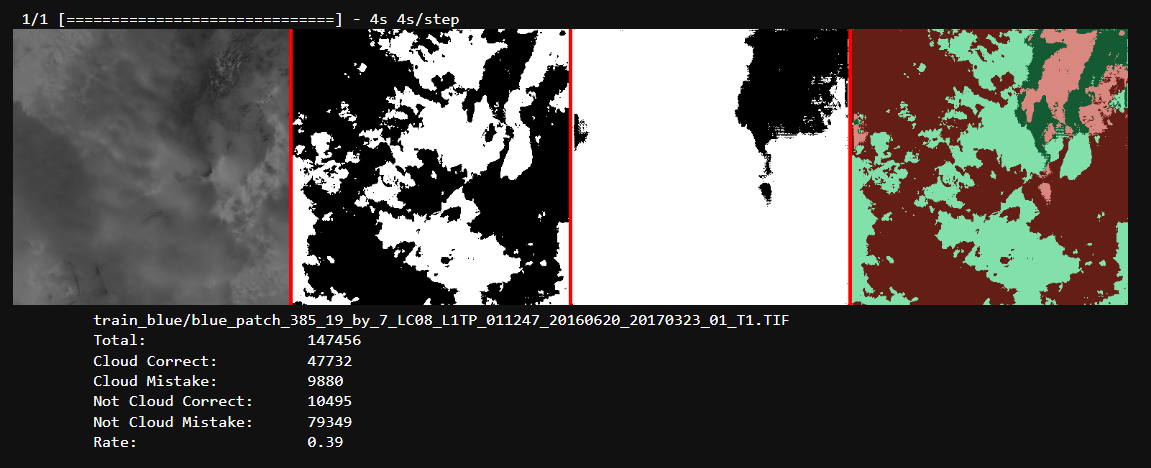 1/1 [==============================] - 4s 4s/step
train_blue/blue_patch_385_19_by_7_LC08_L1TP_011247_20160620_20170323_01_T1.TIF
Total: 147456
Cloud Correct: 47732
Cloud Mistake: 9880
Not Cloud Correct: 10495
Not Cloud Mistake: 79349
Rate: 0.39